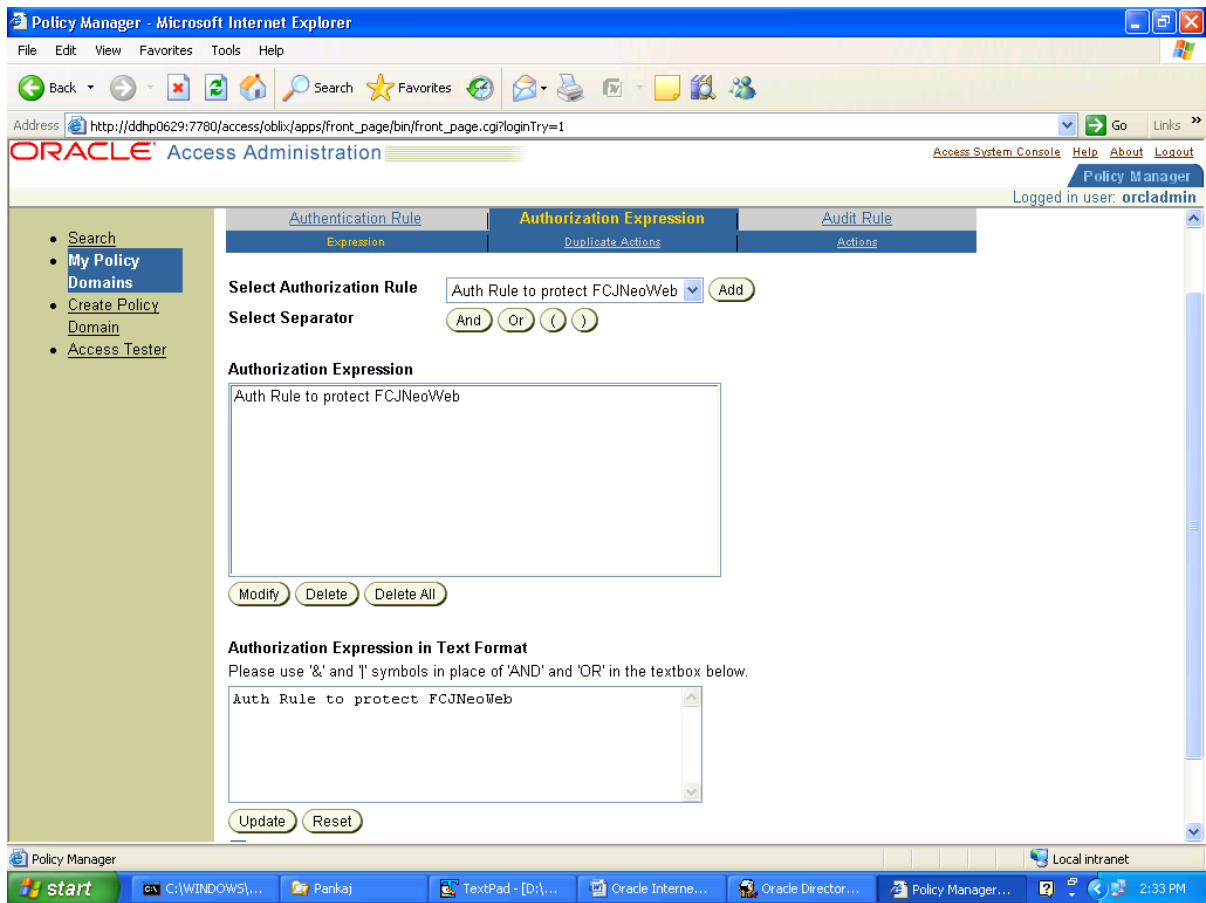 Policy Manager - Microsoft Internet Explorer
File Edit View Favorites Tools Help
Back Search Favorites
Address http://ddhp0629:7780/access/oblix/apps/front_page/bin/front_page.cgi?loginTry=1 Go Links »
ORACLE Access Administration
Access System Console Help About Logout
Policy Manager
Logged in user: orcladmin
Search
My Policy
Domains
Create Policy
Domain
Access Tester
Authentication Rule Authorization Expression Audit Rule
Expression Duplicate Actions Actions
Select Authorization Rule Auth Rule to protect FCJNeoWeb Add
Select Separator And Or ( )
Authorization Expression
Auth Rule to protect FCJNeoWeb
Modify Delete Delete All
Authorization Expression in Text Format
Please use '&' and '|' symbols in place of 'AND' and 'OR' in the textbox below.
Auth Rule to protect FCJNeoWeb
Update Reset
Policy Manager Local intranet
start C:\WINDOWS\... Pankaj TextPad - [D:\... Oracle Interne... Oracle Director... Policy Manager... 2:33 PM